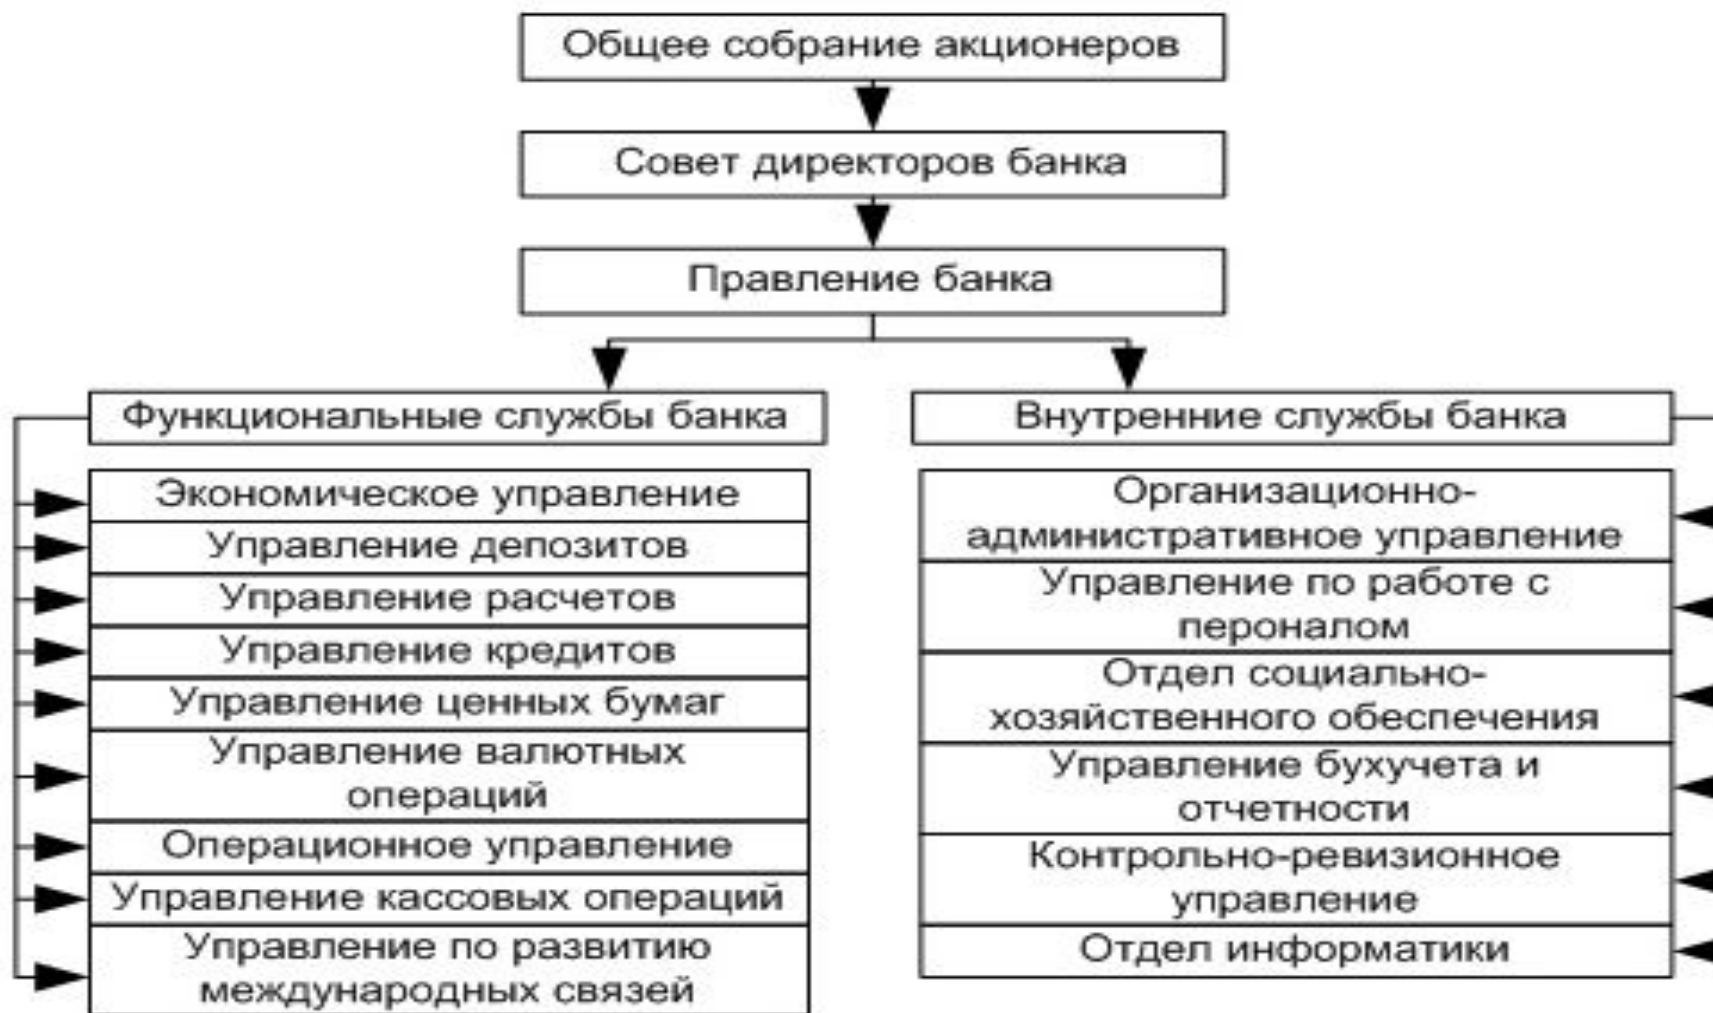 Общее собрание акционеров
Совет директоров банка
Правление банка
Функциональные службы банка
Экономическое управление
Управление депозитов
Управление расчетов
Управление кредитов
Управление ценных бумаг
Управление валютных
операций
Операционное управление
Управление кассовых операций
Управление по развитию
международных связей
Внутренние службы банка
Организационно-
административное управление
Управление по работе с
пероналом
Отдел социально-
хозяйственного обеспечения
Управление бухучета и
отчетности
Контрольно-ревизионное
управление
Отдел информатики